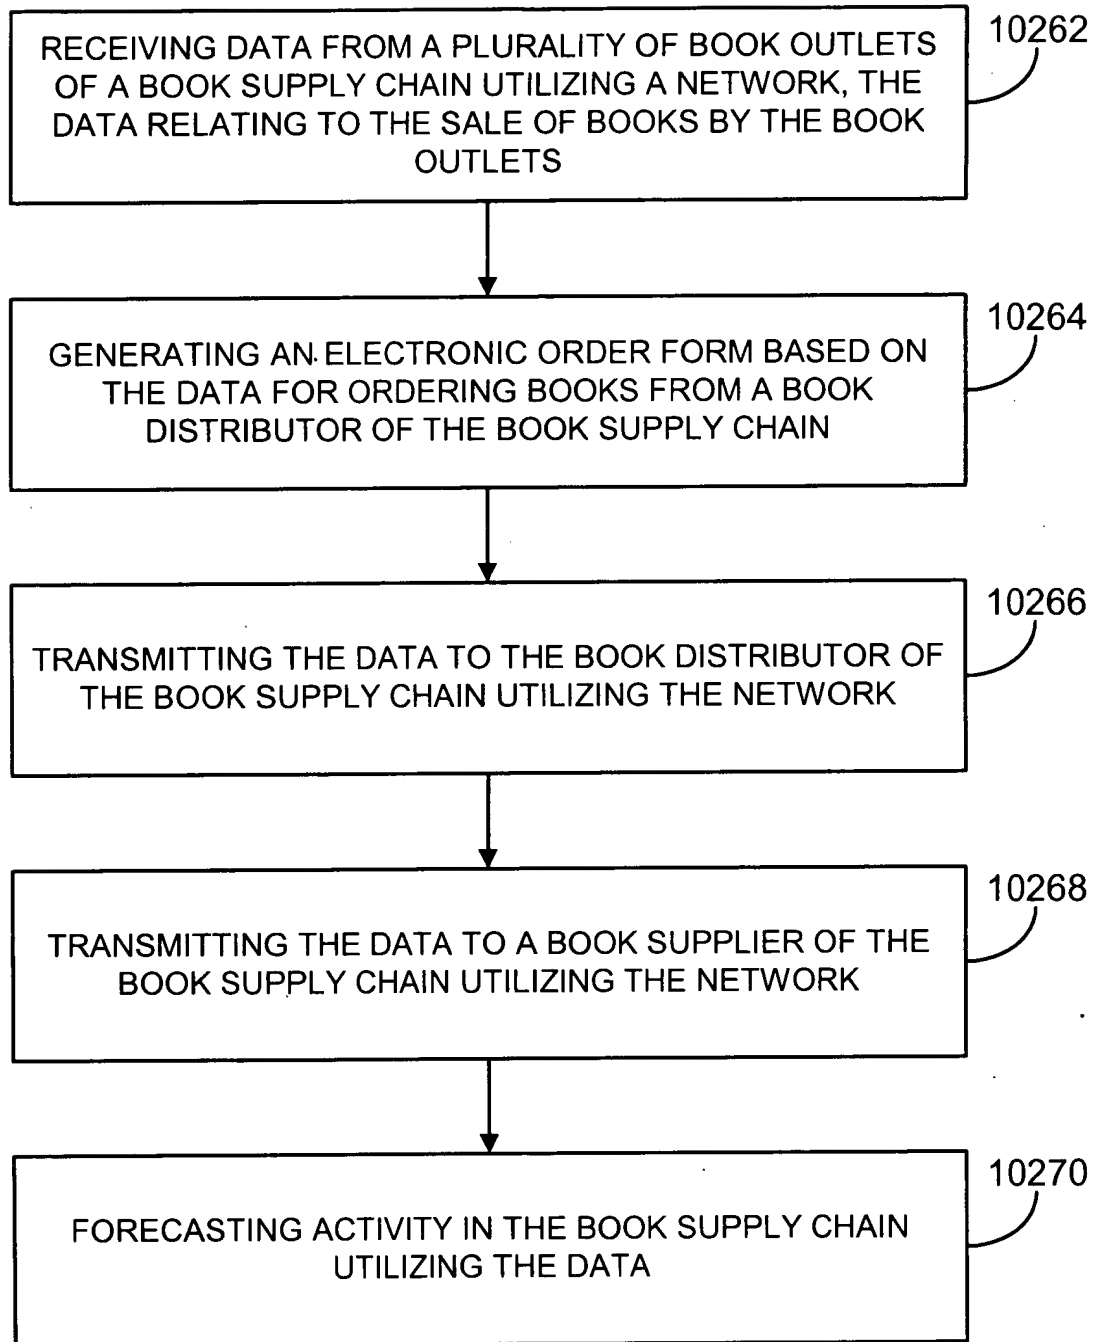 RECEIVING DATA FROM A PLURALITY OF BOOK OUTLETS
OF A BOOK SUPPLY CHAIN UTILIZING A NETWORK, THE
DATA RELATING TO THE SALE OF BOOKS BY THE BOOK
OUTLETS
10262
GENERATING AN ELECTRONIC ORDER FORM BASED ON
THE DATA FOR ORDERING BOOKS FROM A BOOK
DISTRIBUTOR OF THE BOOK SUPPLY CHAIN
10264
TRANSMITTING THE DATA TO THE BOOK DISTRIBUTOR OF
THE BOOK SUPPLY CHAIN UTILIZING THE NETWORK
10266
TRANSMITTING THE DATA TO A BOOK SUPPLIER OF THE
BOOK SUPPLY CHAIN UTILIZING THE NETWORK
10268
FORECASTING ACTIVITY IN THE BOOK SUPPLY CHAIN
UTILIZING THE DATA
10270